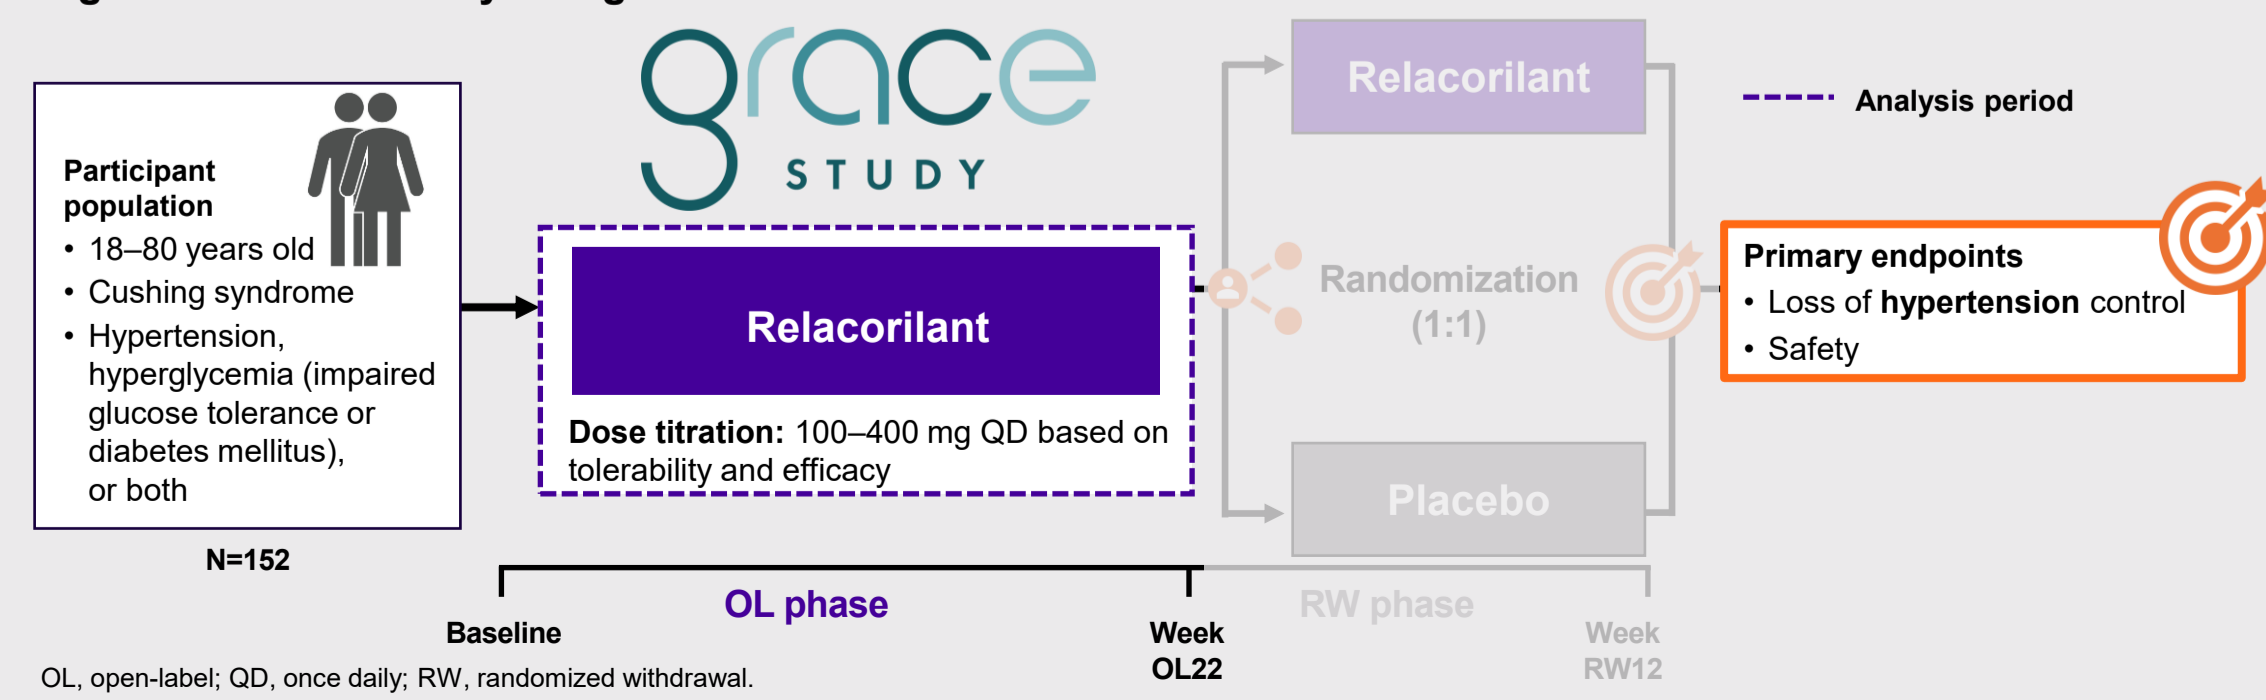 grace
STUDY
Participant
population
• 18–80 years old
• Cushing syndrome
• Hypertension,
hyperglycemia (impaired
glucose tolerance or
diabetes mellitus),
or both
N=152
Relacorilant
Dose titration: 100–400 mg QD based on
tolerability and efficacy
Relacorilant
Randomization
(1:1)
Placebo
Analysis period
Primary endpoints
• Loss of hypertension control
• Safety
OL phase
RW phase
Baseline
Week
OL22
Week
RW12
OL, open-label; QD, once daily; RW, randomized withdrawal.